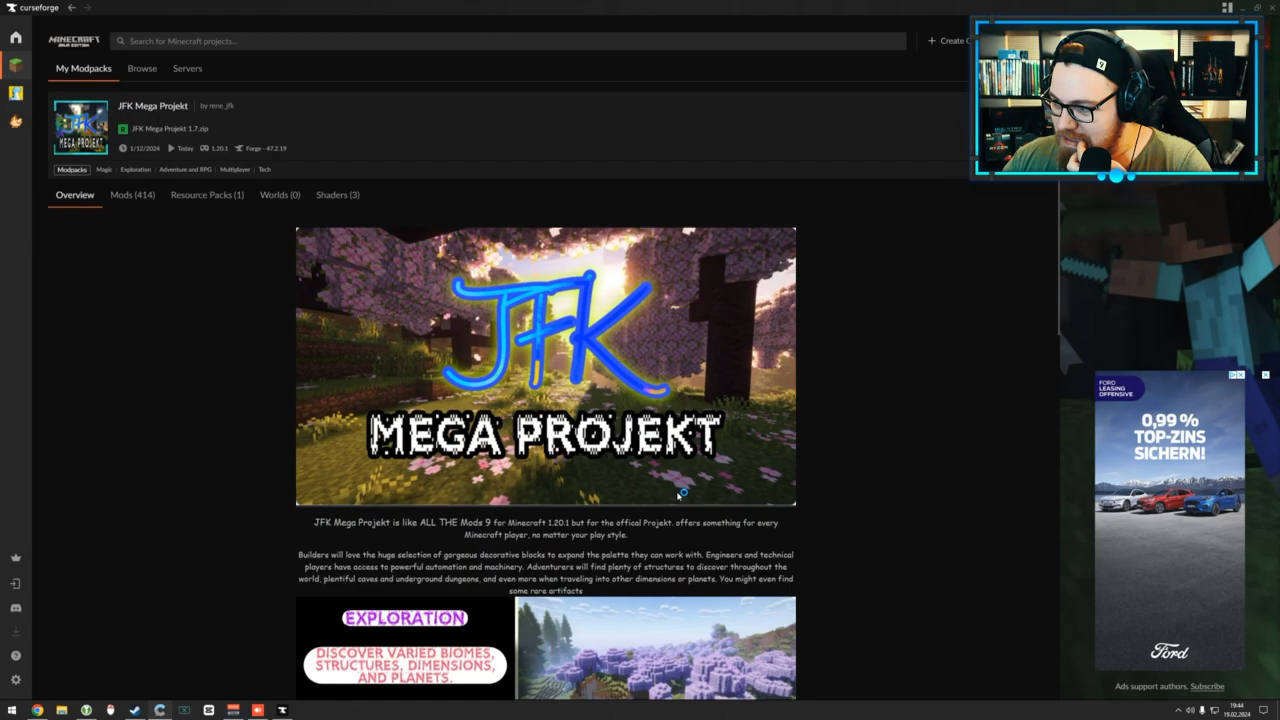 curseforge
MINECRAFT
JAVA EDITION
Search for Minecraft projects...
Create
My Modpacks
Browse
Servers
JFK Mega Projekt
by rene_jfk
R
JFK Mega Projekt 1.7.zip
1/12/2024
Today
1.20.1
Forge - 47.2.19
Modpacks
Magic
Exploration
Adventure and RPG
Multiplayer
Tech
Overview
Mods (414)
Resource Packs (1)
Worlds (0)
Shaders (3)
JFK
MEGA PROJEKT
JFK
MEGA PROJEKT
JFK Mega Projekt is like ALL THE Mods 9 for Minecraft 1.20.1 but for the offical Projekt. offers something for every
Minecraft player, no matter your play style.
Builders will love the huge selection of gorgeous decorative blocks to expand the palette they can work with. Engineers and technical
players have access to powerful automation and machinery. Adventurers will find plenty of structures to discover throughout the
world, plentiful caves and underground dungeons, and even more when traveling into other dimensions or planets. You might even find
some rare artifacts
EXPLORATION
DISCOVER VARIED BIOMES,
STRUCTURES, DIMENSIONS,
AND PLANETS.
FORD
LEASING
OFFENSIVE
0,99 %
TOP-ZINS
SICHERN!
Ford
Ads support authors. Subscribe
RYZEN
19:44
19.02.2024